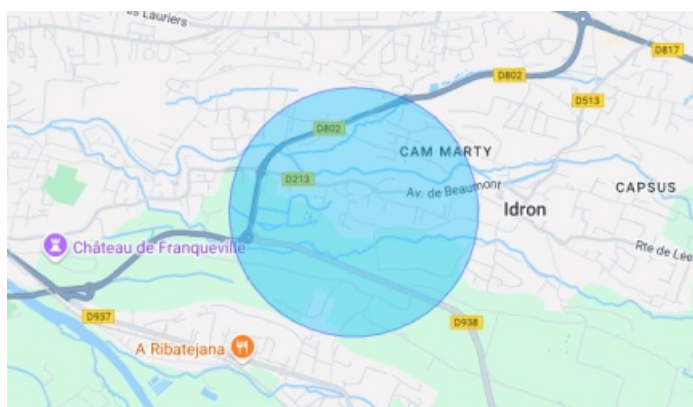 es Lauriers
D817
D802
D513
D802
CAM MARTY
D213
Av. de Beaumont
CAPSUS
Idron
Château de Franqueville
Rte de Lée
D937
D938
A Ribatejana